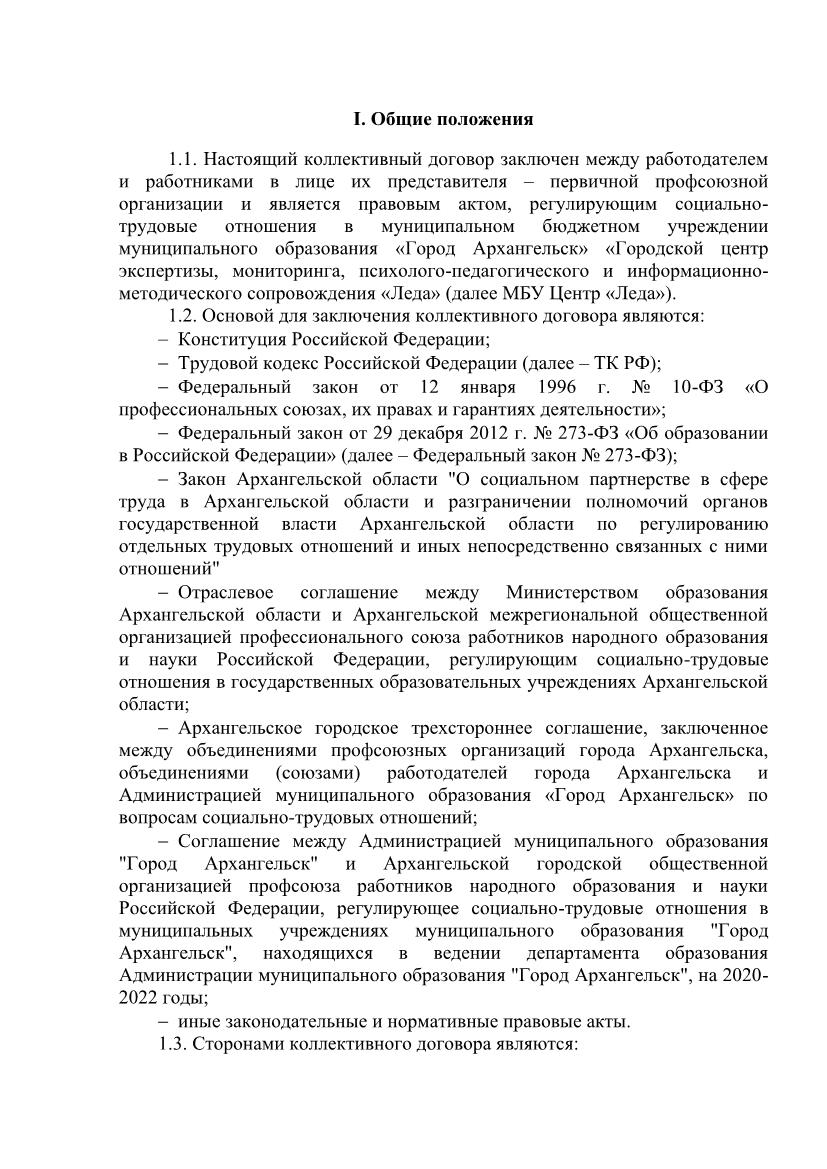 I. Общие положения
1.1. Настоящий коллективный договор заключен между работодателем
и работниками в лице их представителя – первичной профсоюзной
организации и является правовым актом, регулирующим социально-
трудовые отношения в муниципальном бюджетном учреждении
муниципального образования «Город Архангельск» «Городской центр
экспертизы, мониторинга, психолого-педагогического и информационно-
методического сопровождения «Леда» (далее МБУ Центр «Леда»).
1.2. Основой для заключения коллективного договора являются:
– Конституция Российской Федерации;
– Трудовой кодекс Российской Федерации (далее – ТК РФ);
– Федеральный закон от 12 января 1996 г. № 10-ФЗ «О
профессиональных союзах, их правах и гарантиях деятельности»;
– Федеральный закон от 29 декабря 2012 г. № 273-ФЗ «Об образовании
в Российской Федерации» (далее – Федеральный закон № 273-ФЗ);
– Закон Архангельской области "О социальном партнерстве в сфере
труда в Архангельской области и разграничении полномочий органов
государственной власти Архангельской области по регулированию
отдельных трудовых отношений и иных непосредственно связанных с ними
отношений"
– Отраслевое соглашение между Министерством образования
Архангельской области и Архангельской межрегиональной общественной
организацией профессионального союза работников народного образования
и науки Российской Федерации, регулирующим социально-трудовые
отношения в государственных образовательных учреждениях Архангельской
области;
– Архангельское городское трехстороннее соглашение, заключенное
между объединениями профсоюзных организаций города Архангельска,
объединениями (союзами) работодателей города Архангельска и
Администрацией муниципального образования «Город Архангельск» по
вопросам социально-трудовых отношений;
– Соглашение между Администрацией муниципального образования
"Город Архангельск" и Архангельской городской общественной
организацией профсоюза работников народного образования и науки
Российской Федерации, регулирующее социально-трудовые отношения в
муниципальных учреждениях муниципального образования "Город
Архангельск", находящихся в ведении департамента образования
Администрации муниципального образования "Город Архангельск", на 2020-
2022 годы;
– иные законодательные и нормативные правовые акты.
1.3. Сторонами коллективного договора являются: